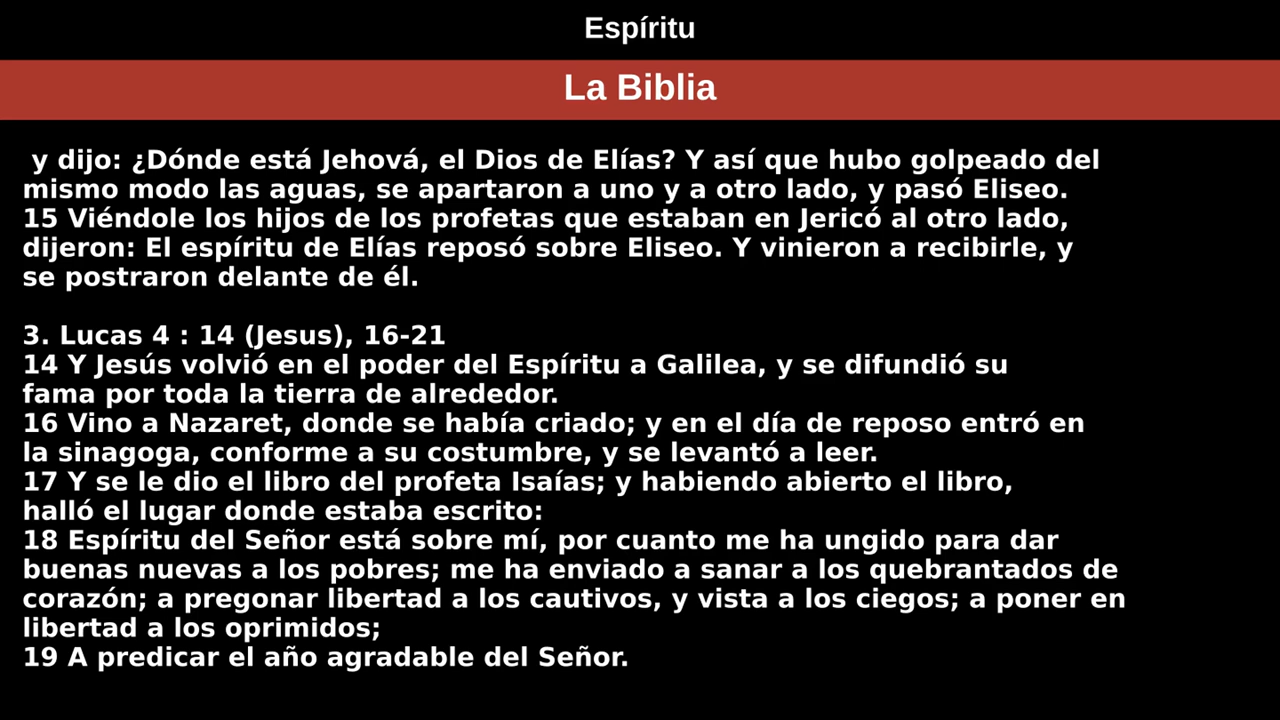 Espíritu
La Biblia
y dijo: ¿Dónde está Jehová, el Dios de Elías? Y así que hubo golpeado del
mismo modo las aguas, se apartaron a uno y a otro lado, y pasó Eliseo.
15 Viéndole los hijos de los profetas que estaban en Jericó al otro lado,
dijeron: El espíritu de Elías reposó sobre Eliseo. Y vinieron a recibirle, y
se postraron delante de él.
3. Lucas 4 : 14 (Jesus), 16-21
14 Y Jesús volvió en el poder del Espíritu a Galilea, y se difundió su
fama por toda la tierra de alrededor.
16 Vino a Nazaret, donde se había criado; y en el día de reposo entró en
la sinagoga, conforme a su costumbre, y se levantó a leer.
17 Y se le dio el libro del profeta Isaías; y habiendo abierto el libro,
halló el lugar donde estaba escrito:
18 Espíritu del Señor está sobre mí, por cuanto me ha ungido para dar
buenas nuevas a los pobres; me ha enviado a sanar a los quebrantados de
corazón; a pregonar libertad a los cautivos, y vista a los ciegos; a poner en
libertad a los oprimidos;
19 A predicar el año agradable del Señor.